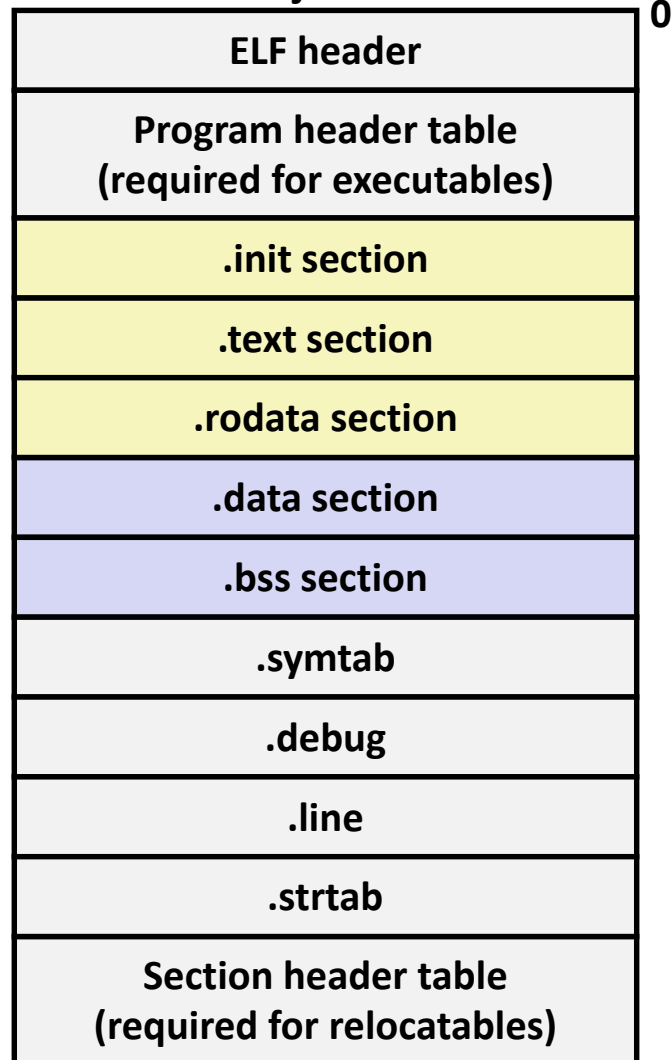 0
ELF header
Program header table
(required for executables)
.init section
.text section
.rodata section
.data section
.bss section
.symtab
.debug
.line
.strtab
Section header table
(required for relocatables)